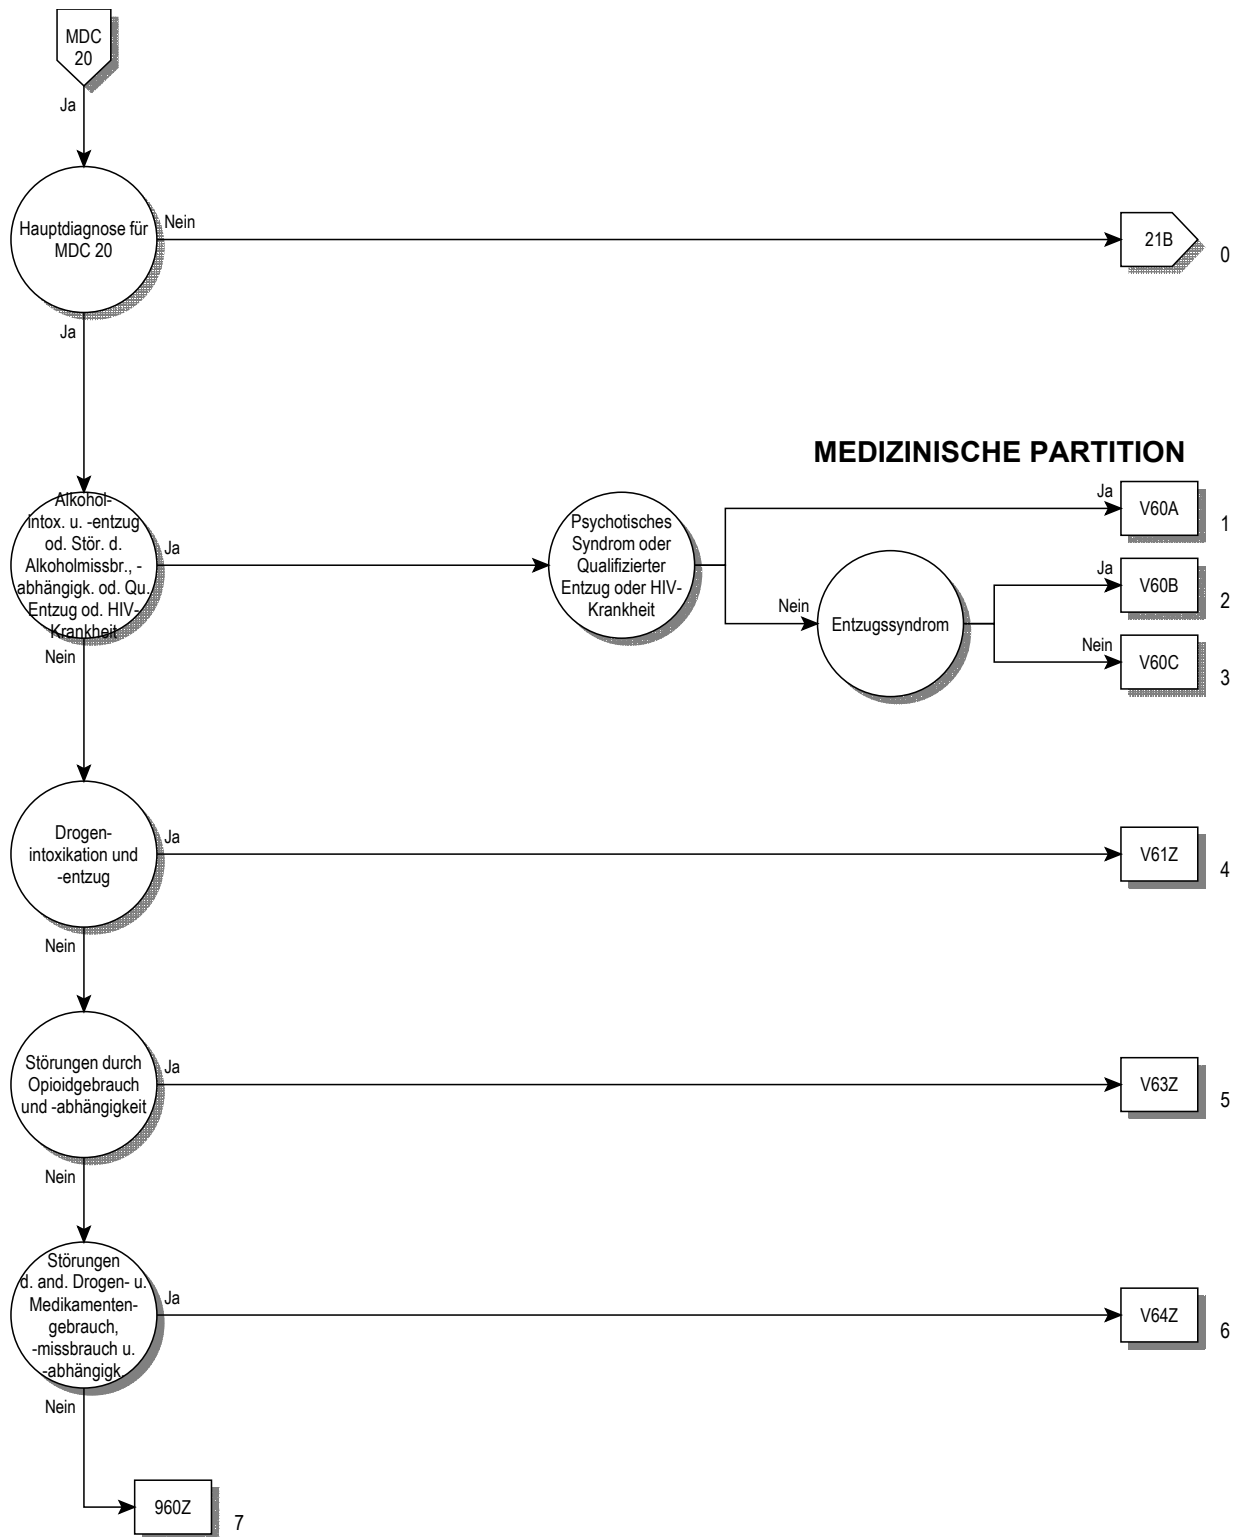 MDC
20
Ja
Hauptdiagnose für
MDC 20
Nein
21B
0
Ja
MEDIZINISCHE PARTITION
Alkohol-
intox. u. -entzug
od. Stör. d.
Alkoholmissbr., -
abhängigk. od. Qu.
Entzug od. HIV-
Krankheit
Ja
Psychotisches
Syndrom oder
Qualifizierter
Entzug oder HIV-
Krankheit
Ja
V60A
1
Nein
Entzugssyndrom
Ja
V60B
2
Nein
V60C
3
Nein
Drogen-
intoxikation und
-entzug
Ja
V61Z
4
Nein
Störungen durch
Opioidgebrauch
und -abhängigkeit
Ja
V63Z
5
Nein
Störungen
d. and. Drogen- u.
Medikamenten-
gebrauch,
-missbrauch u.
-abhängigk.
Ja
V64Z
6
Nein
960Z
7